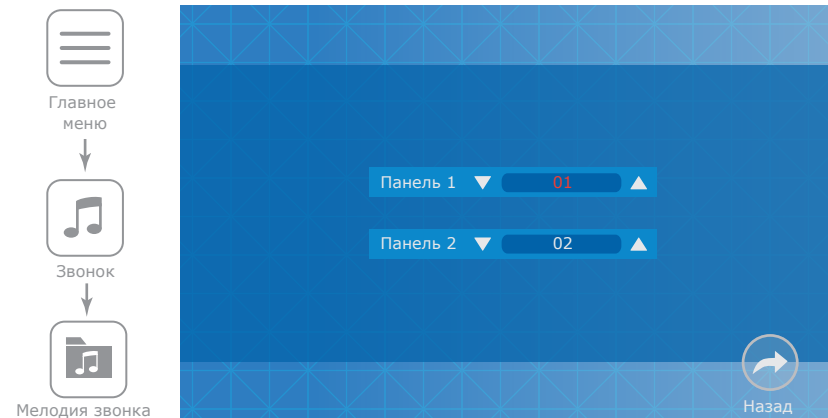 Главное
меню
Звонок
Мелодия звонка
Панель 1 01
Панель 2 02
Назад